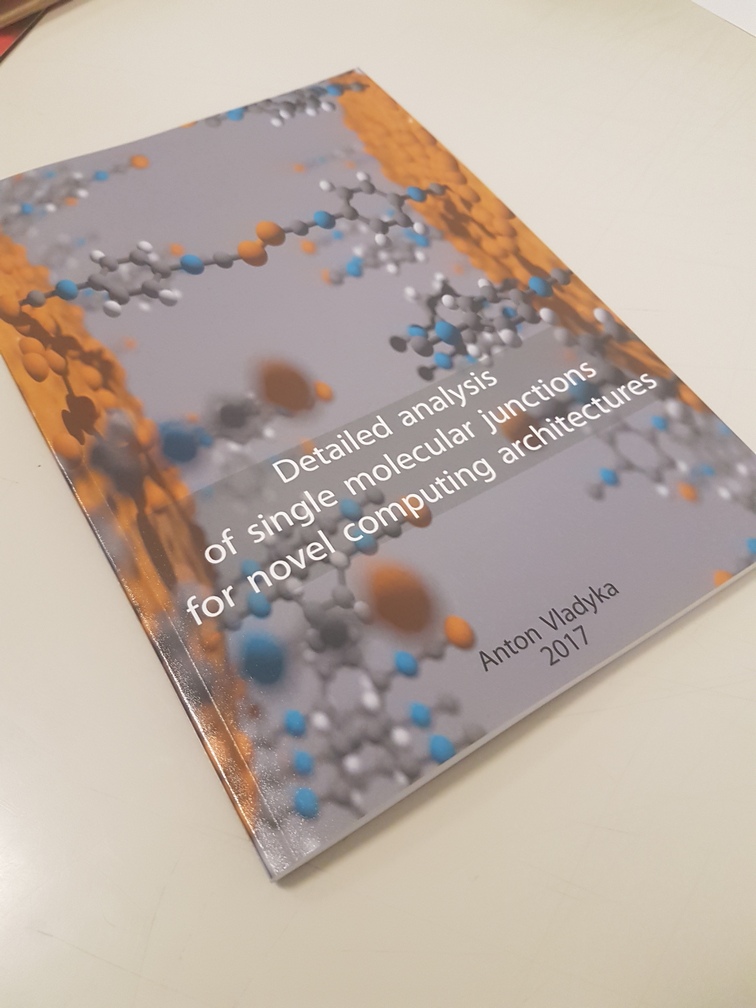 Detailed analysis
of single molecular junctions
for novel computing architectures
Anton Vladyka
2017